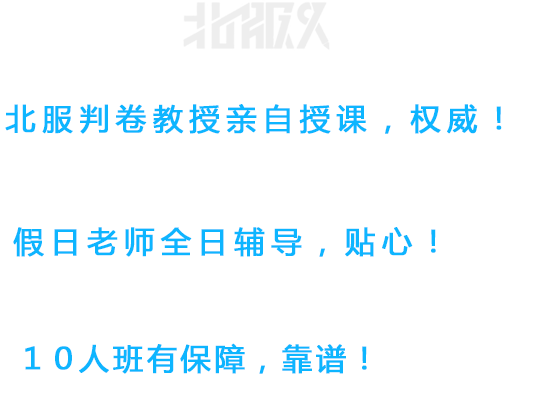 北服
北服判卷教授亲自授课，权威！
假日老师全日辅导，贴心！
10人班有保障，靠谱！